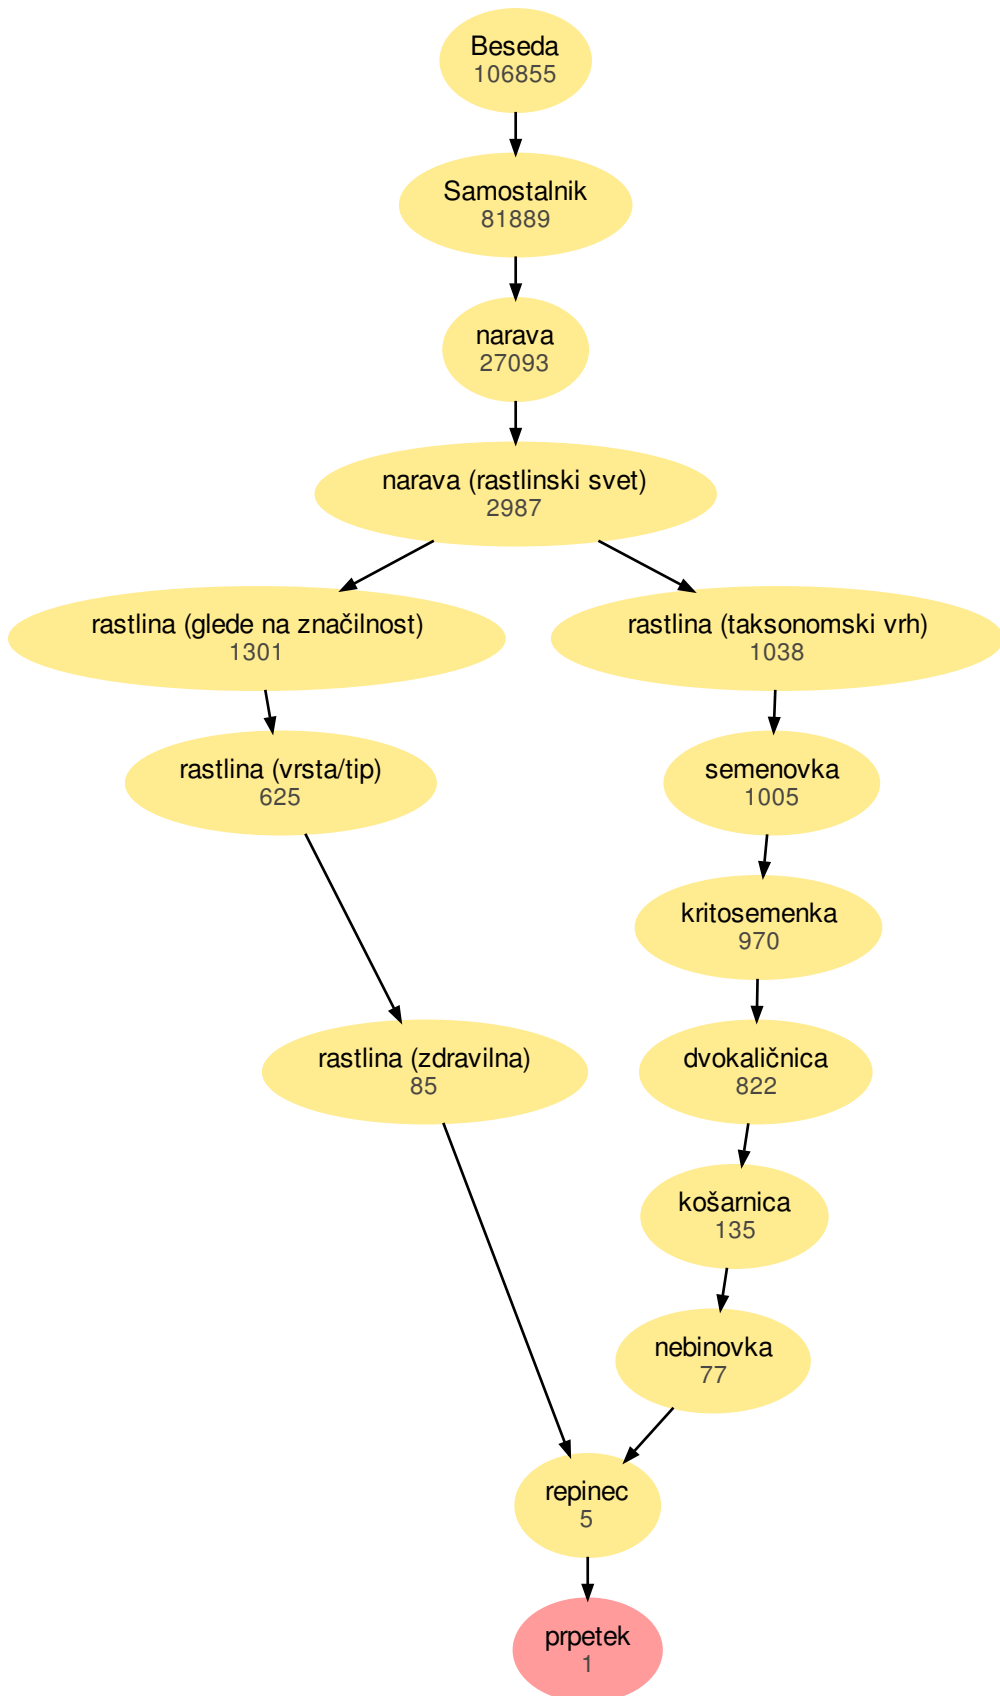 Beseda
106855
Samostalnik
81889
narava
27093
narava (rastlinski svet)
2987
rastlina (glede na značilnost)
1301
rastlina (taksonomski vrh)
1038
rastlina (vrsta/tip)
625
semenovka
1005
kritosemenka
970
rastlina (zdravilna)
85
dvokaličnica
822
košarnica
135
nebinovka
77
repinec
5
prpetek
1